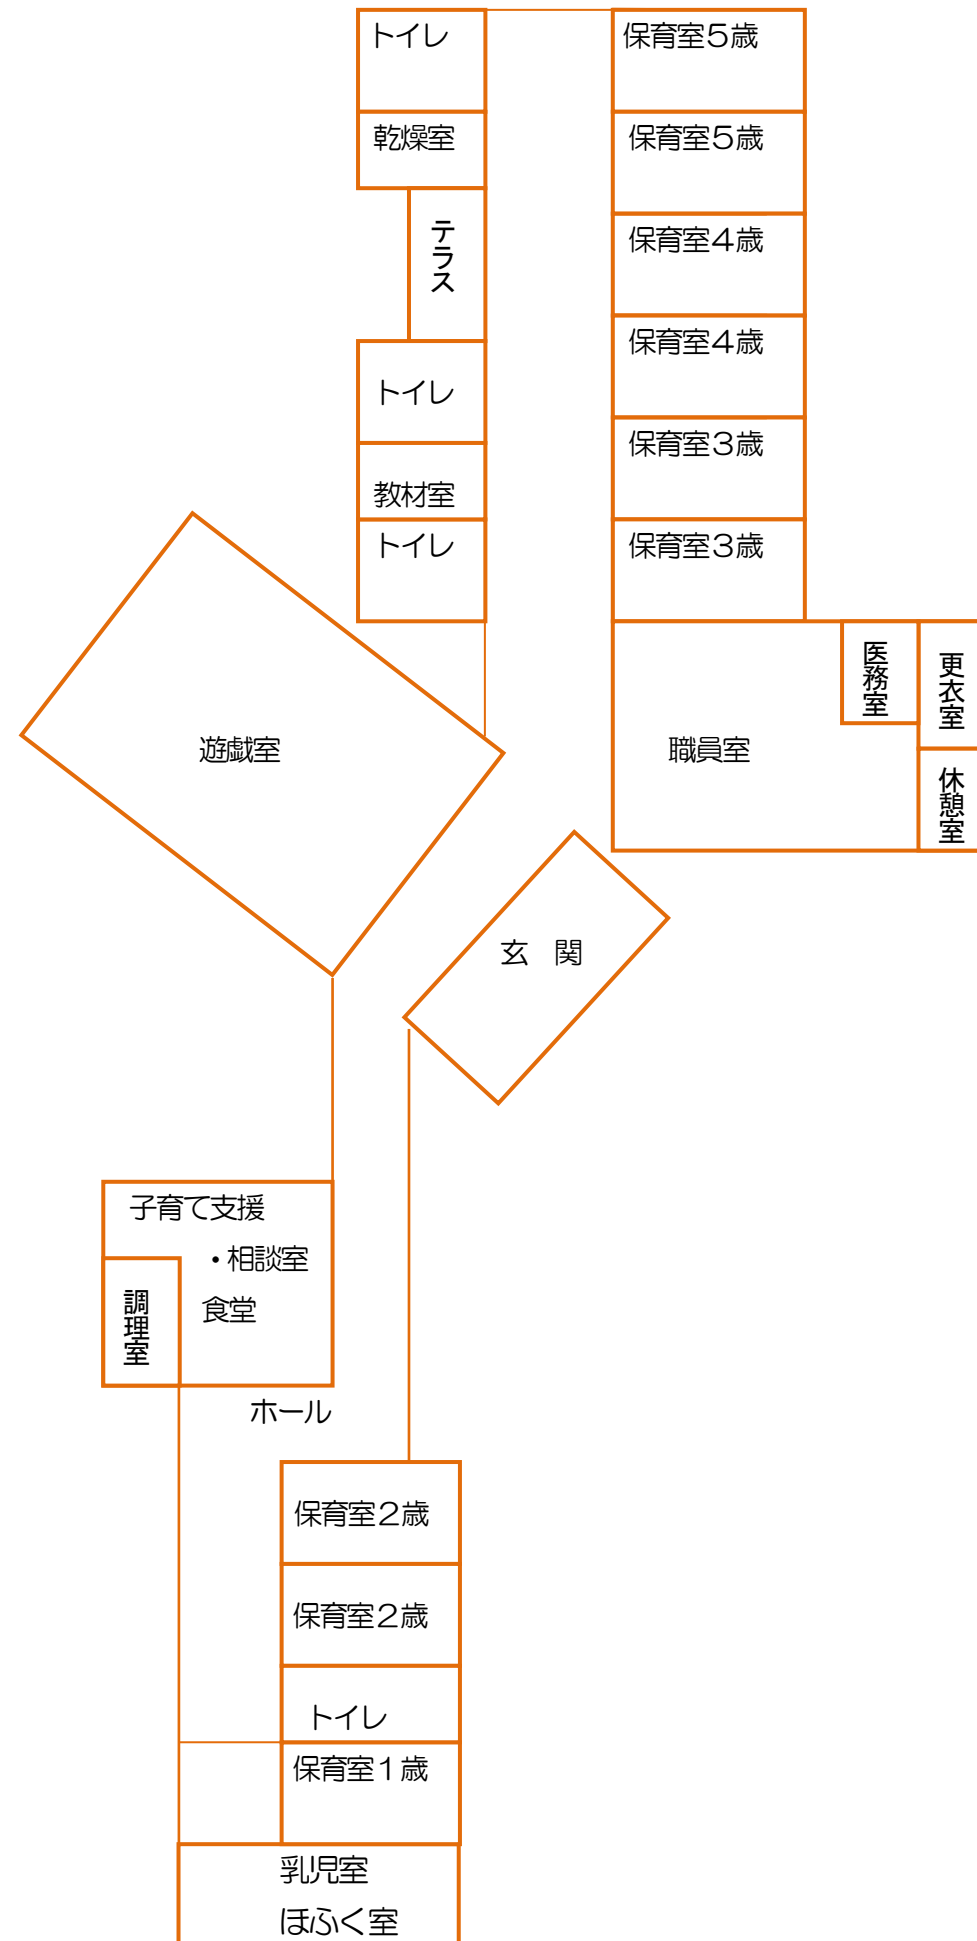 トイレ
保育室５歳
乾燥室
保育室５歳
テラス
保育室４歳
保育室４歳
トイレ
保育室３歳
教材室
トイレ
保育室３歳
医務室
更衣室
遊戯室
職員室
休憩室
玄　関
子育て支援
・相談室
調理室
食堂
ホール
保育室２歳
保育室２歳
トイレ
保育室１歳
乳児室
ほふく室